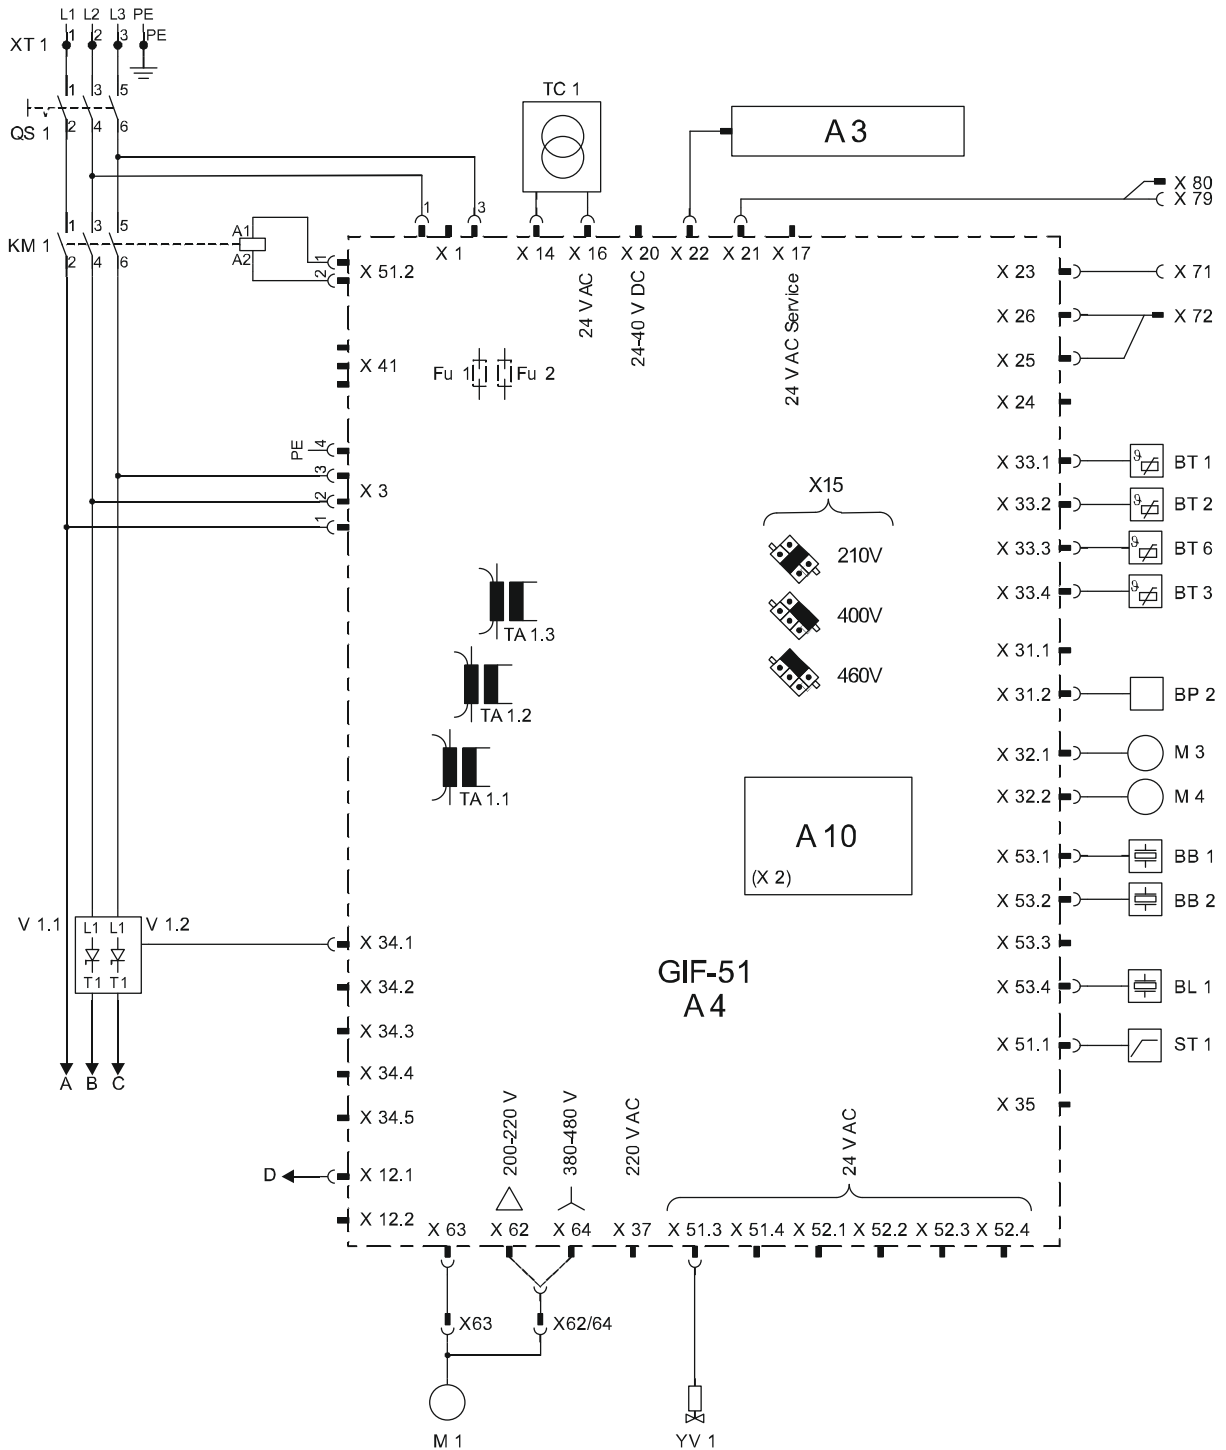 L1 L2 L3 PE
XT 1 1 2 3 PE
1 3 5
QS 1 2 4 6
TC 1
A 3
X 80
X 79
1 3
1 3 5
KM 1 A1
2 4 6 A2
1
2
X 51.2
X 1 X 14 X 16 X 20 X 22 X 21 X 17
24 V AC
24-40 V DC
24 V AC Service
X 23 X 71
X 26 X 72
X 25
X 24
X 41
Fu 1 Fu 2
PE 4
3
2
1
X 3
X 33.1 BT 1
X 33.2 BT 2
X 33.3 BT 6
X 33.4 BT 3
ϑ
ϑ
ϑ
ϑ
X15
210V
400V
460V
TA 1.3
TA 1.2
TA 1.1
X 31.1
X 31.2 BP 2
X 32.1 M 3
X 32.2 M 4
A 10
(X 2)
X 53.1 BB 1
X 53.2 BB 2
X 53.3
X 53.4 BL 1
X 51.1 ST 1
X 35
V 1.1 L1 L1 V 1.2
T1 T1
X 34.1
X 34.2
X 34.3
X 34.4
X 34.5
GIF-51
A 4
A B C
D X 12.1
X 12.2
200-220 V
380-480 V
220 V AC
24 V AC
X 63 X 62 X 64 X 37 X 51.3 X 51.4 X 52.1 X 52.2 X 52.3 X 52.4
X63 X62/64
M 1 YV 1